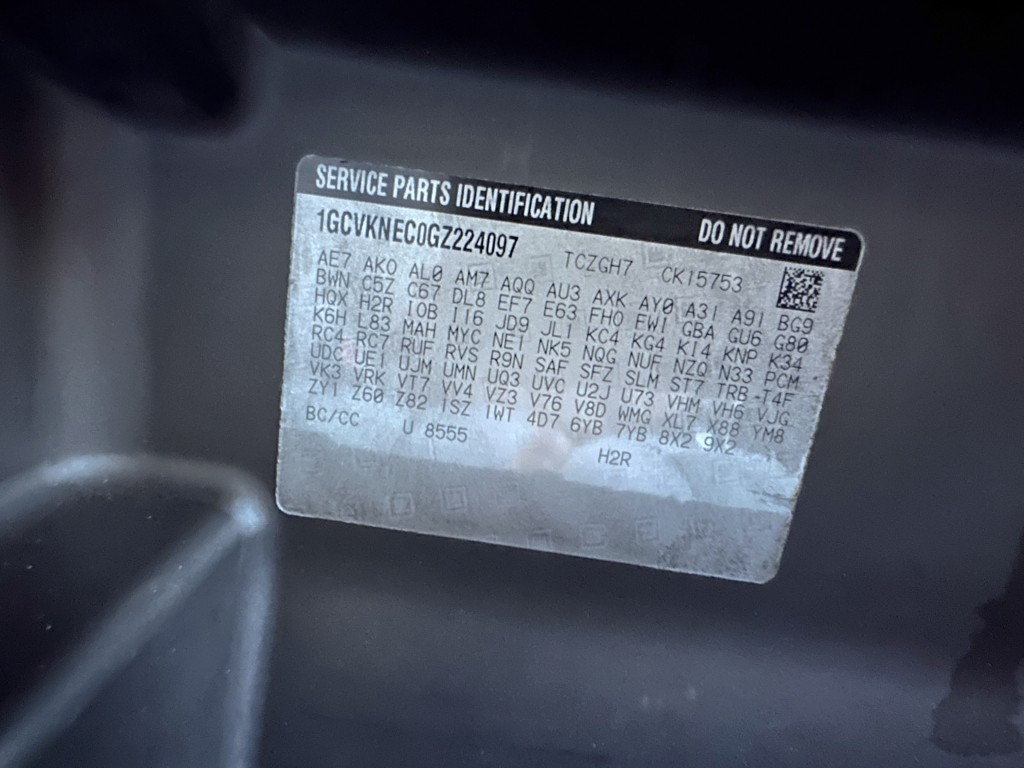 SERVICE PARTS IDENTIFICATION DO NOT REMOVE
1GCVKNEC0GZ224097 TCZGH7 CK15753
AE7 AKO AL0 AM7 AQQ AU3 AXK AY0 A31 A91 BG9
BWN C5Z C67 DL8 EF7 E63 FHO FWI GBA GU6 G80
HQX H2R IOB I16 JD9 JL1 KC4 KG4 K14 KNP K34
K6H L83 MAH MYC NE1 NK5 NQG NUF NZQ N33 PCM
RC4 RC7 RUF RVS R9N SAF SFZ SLM ST7 TRB T4F
UDC UE1 UJM UMN UQ3 UVC U2J U73 VHM VH6 VJG
VK3 VRK VT7 VV4 VZ3 V76 V8D WMG XL7 X88 YM8
ZY1 Z60 Z82 1SZ 1WT 4D7 6YB 7YB 8X2 9X2
BC/CC U 8555 H2R